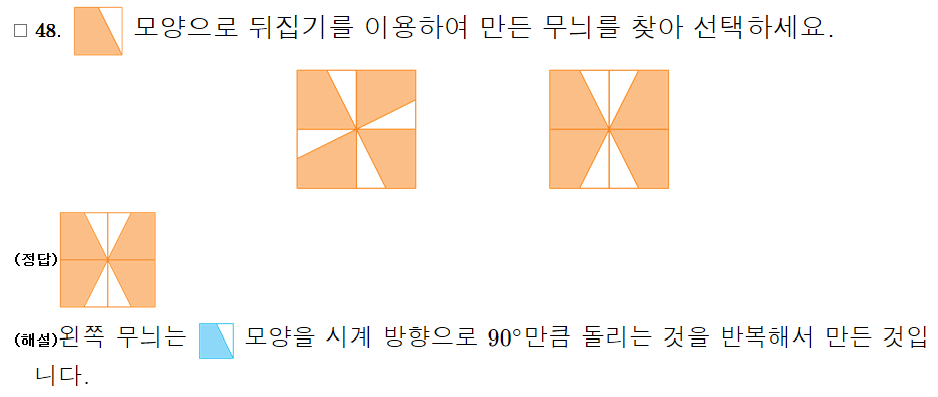 □ 48. 모양으로 뒤집기를 이용하여 만든 무늬를 찾아 선택하세요.
(정답)
(해설) 왼쪽 무늬는 모양을 시계 방향으로 90°만큼 돌리는 것을 반복해서 만든 것입
니다.